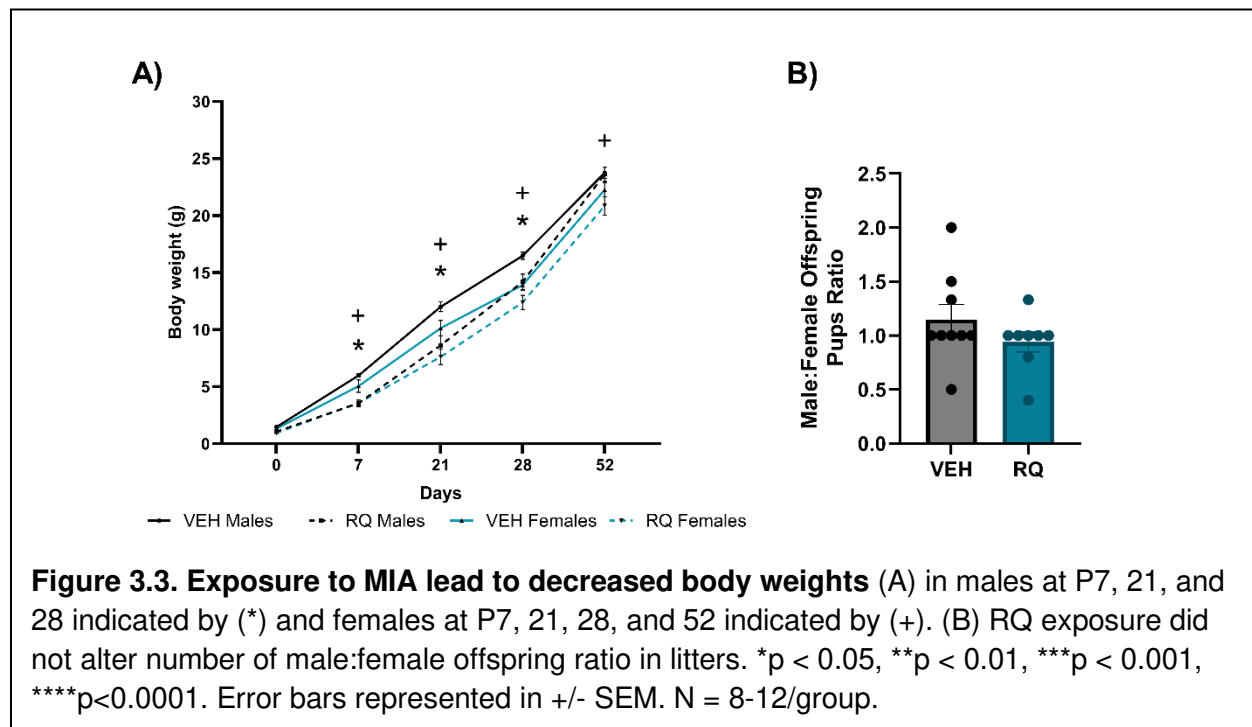 A)
Body weight (g)
30
25
20
15
10
5
0
+
*
+
*
+
*
+
0 7 21 28 52
Days
VEH Males RQ Males VEH Females RQ Females
B)
Male:Female Offspring
Pups Ratio
2.5
2.0
1.5
1.0
0.5
0.0
VEH RQ
Figure 3.3. Exposure to MIA lead to decreased body weights (A) in males at P7, 21, and
28 indicated by (*) and females at P7, 21, 28, and 52 indicated by (+). (B) RQ exposure did
not alter number of male:female offspring ratio in litters. *p < 0.05, **p < 0.01, ***p < 0.001,
****p<0.0001. Error bars represented in +/- SEM. N = 8-12/group.